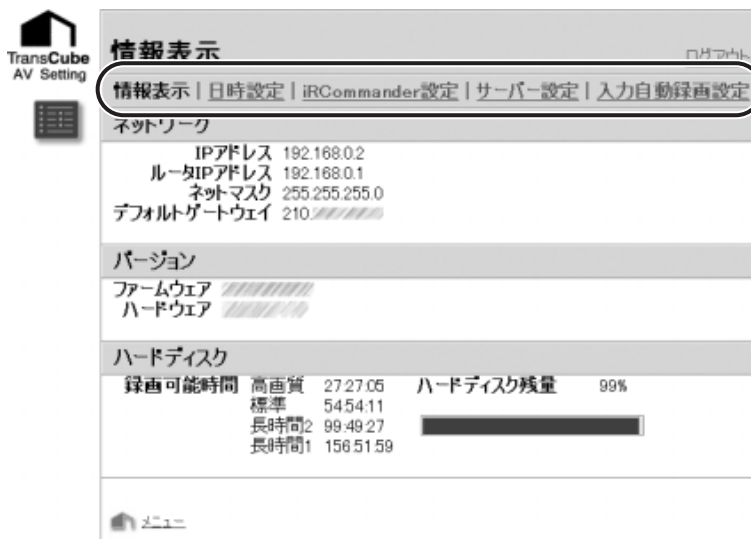 TransCube
AV Setting
情報表示
ログアウト
情報表示 | 日時設定 | iRCommander設定 | サーバー設定 | 入力自動録画設定
ネットワーク
IPアドレス 192.168.0.2
ルータIPアドレス 192.168.0.1
ネットマスク 255.255.255.0
デフォルトゲートウェイ 210.
バージョン
ファームウェア
ハードウェア
ハードディスク
録画可能時間 高画質 27:27:05 ハードディスク残量 99%
標準 54:54:11
長時間2 99:49:27
長時間1 156:51:59
メニュー